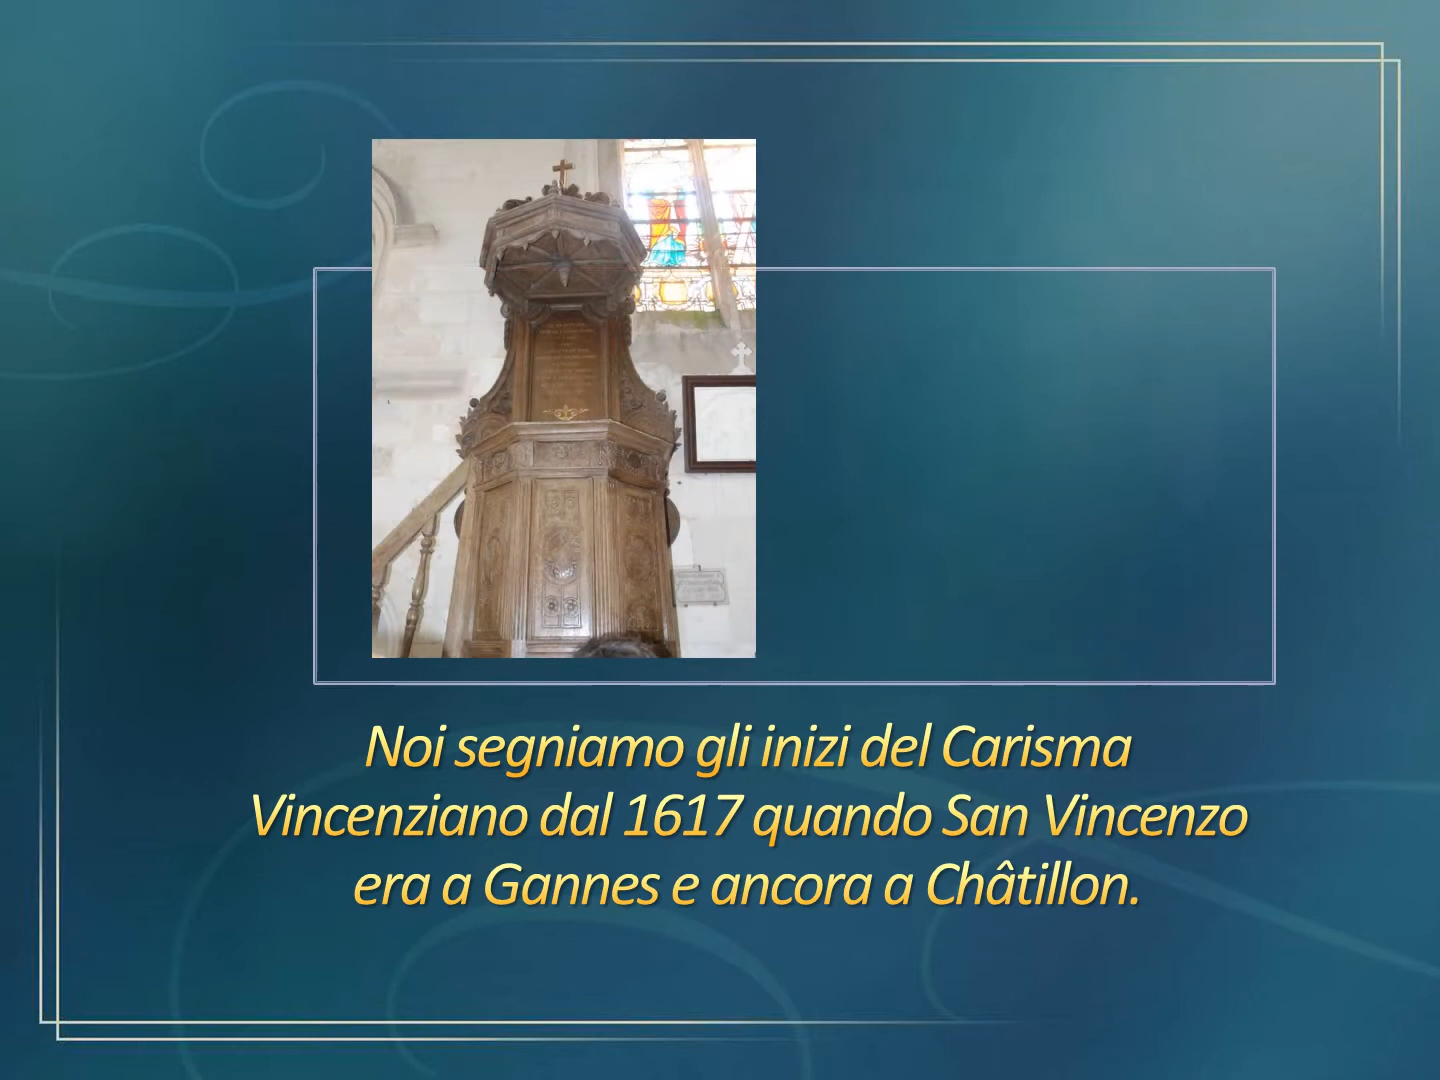 Noi segniamo gli inizi del Carisma
Vincenziano dal 1617 quando San Vincenzo
era a Gannes e ancora a Châtillon.